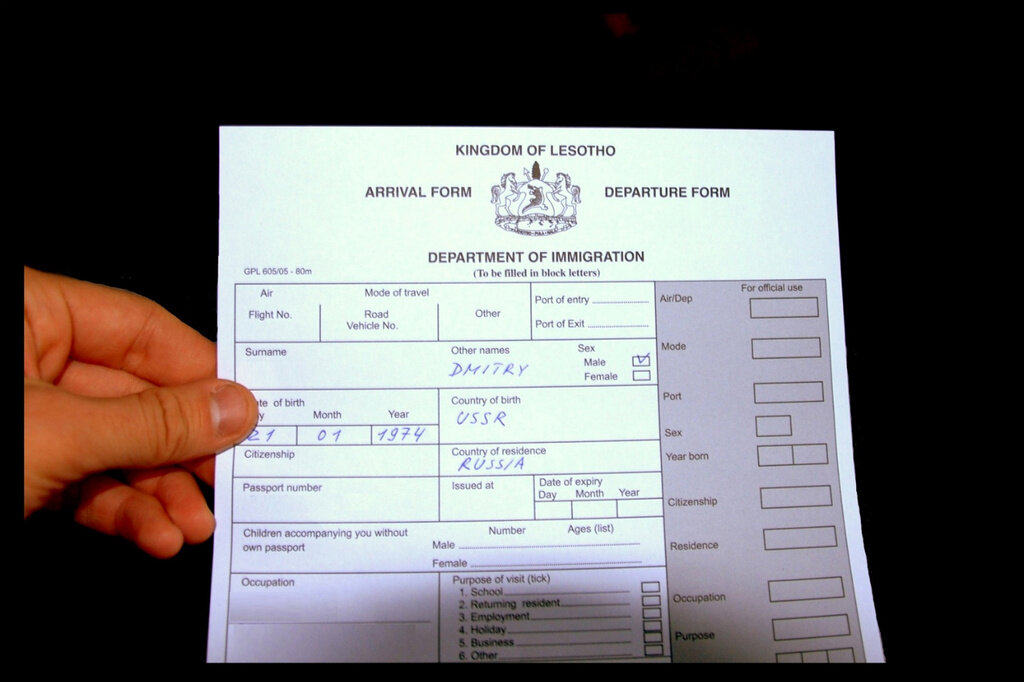 KINGDOM OF LESOTHO
ARRIVAL FORM DEPARTURE FORM
DEPARTMENT OF IMMIGRATION
GPL 605/05 - 80m (To be filled in block letters)
For official use
Air Mode of travel
Flight No. Road Other
Vehicle No.
Port of entry
Port of Exit
Air/Dep
Surname Other names Sex
DMITRY Male ✓
Female
Mode
Date of birth Country of birth
Month Year USSR
21 01 1974
Port
Sex
Citizenship Country of residence
RUSSIA
Year born
Passport number Issued at Date of expiry
Day Month Year
Citizenship
Children accompanying you without Number Ages (list)
own passport Male
Female
Residence
Occupation Purpose of visit (tick)
1. School
2. Returning resident
3. Employment
4. Holiday
5. Business
6. Other
Occupation
Purpose